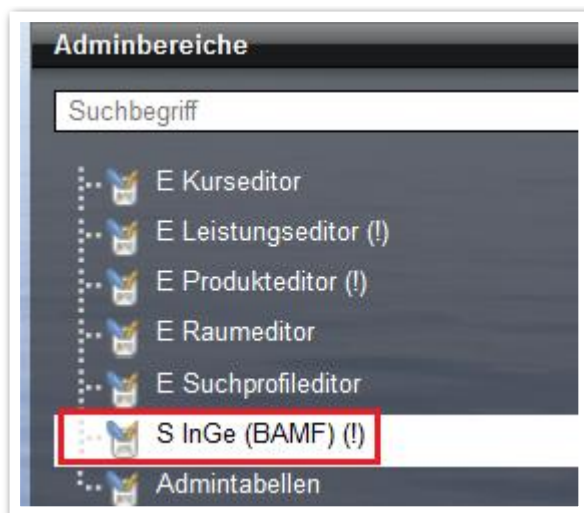 Adminbereiche
Suchbegriff
E Kurseditor
E Leistungseditor (!)
E Produkteditor (!)
E Raumeditor
E Suchprofileditor
S InGe (BAMF) (!)
Admintabellen